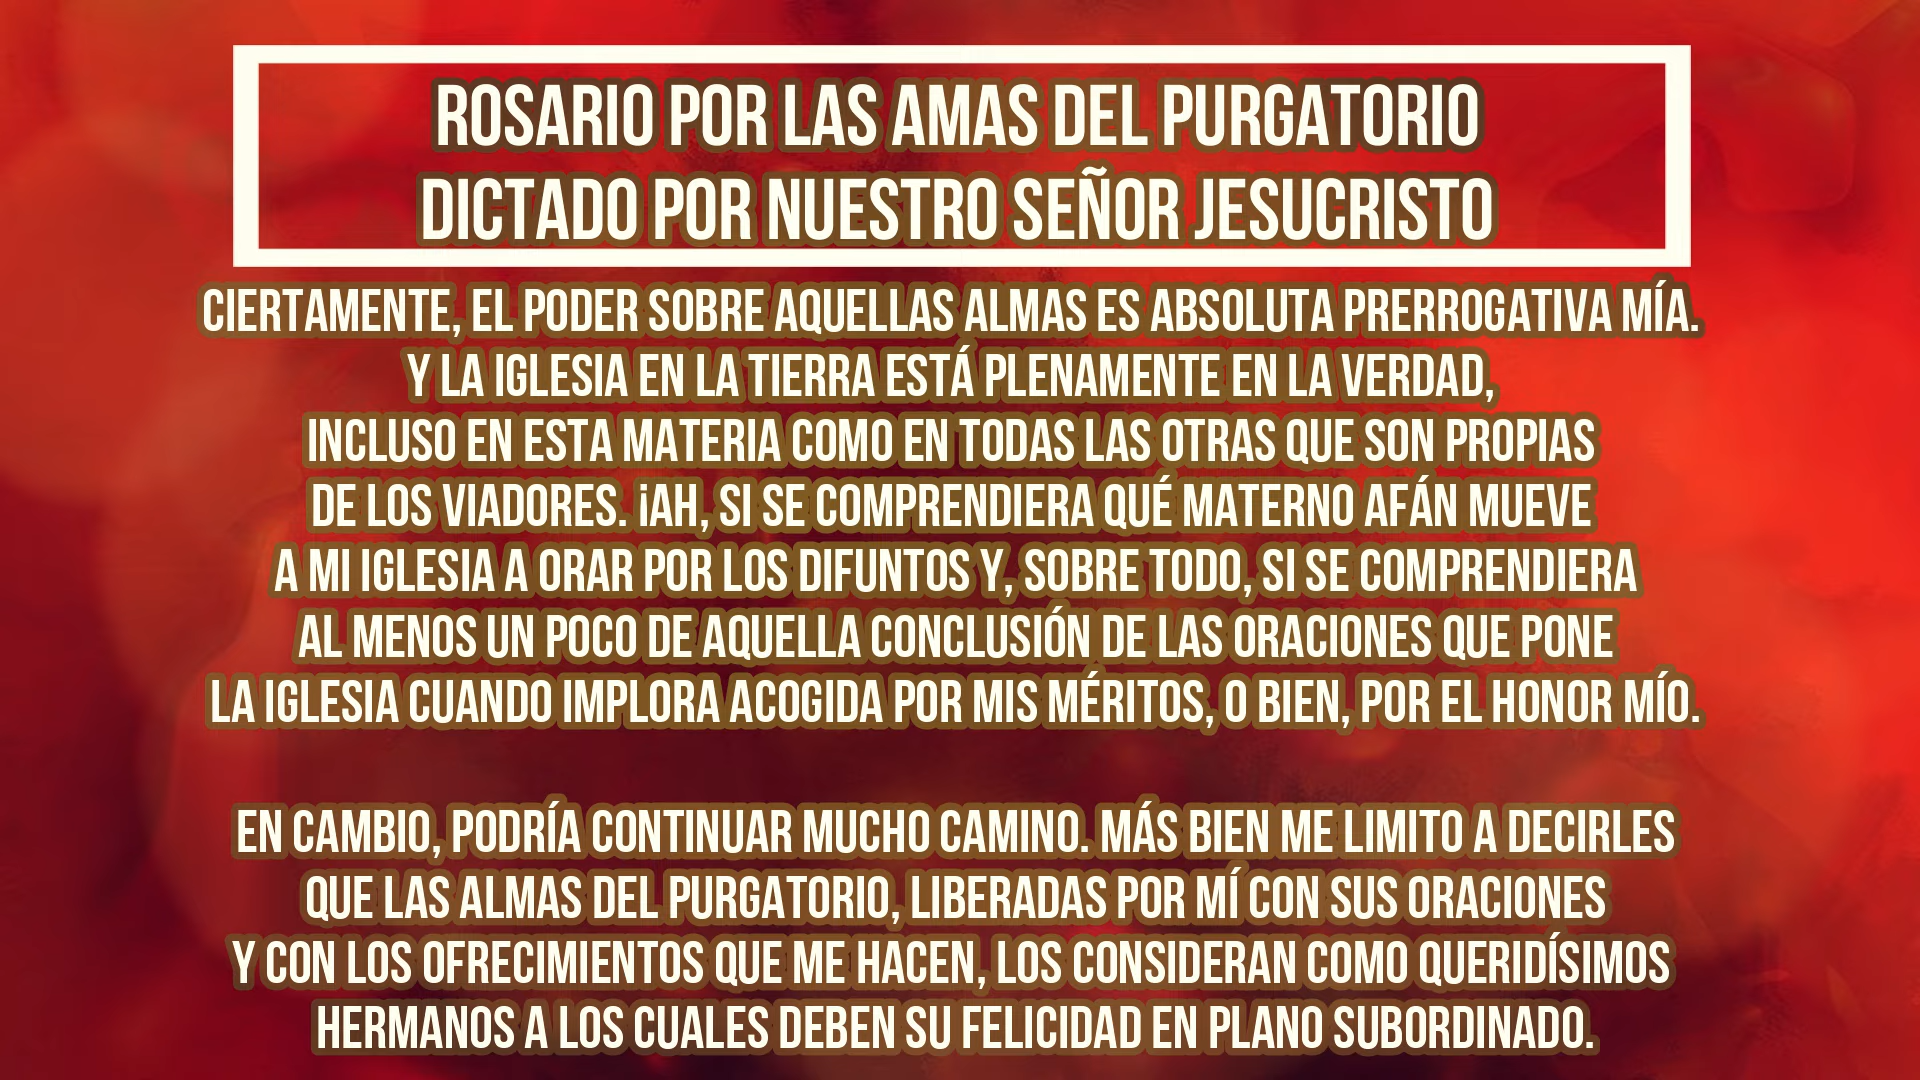 ROSARIO POR LAS AMAS DEL PURGATORIO
DICTADO POR NUESTRO SEÑOR JESUCRISTO
CIERTAMENTE, EL PODER SOBRE AQUELLAS ALMAS ES ABSOLUTA PRERROGATIVA MÍA.
Y LA IGLESIA EN LA TIERRA ESTÁ PLENAMENTE EN LA VERDAD,
INCLUSO EN ESTA MATERIA COMO EN TODAS LAS OTRAS QUE SON PROPIAS
DE LOS VIADORES. ¡AH, SI SE COMPRENDIERA QUÉ MATERNO AFÁN MUEVE
A MI IGLESIA A ORAR POR LOS DIFUNTOS Y, SOBRE TODO, SI SE COMPRENDIERA
AL MENOS UN POCO DE AQUELLA CONCLUSIÓN DE LAS ORACIONES QUE PONE
LA IGLESIA CUANDO IMPLORA ACOGIDA POR MIS MÉRITOS, O BIEN, POR EL HONOR MÍO.
EN CAMBIO, PODRÍA CONTINUAR MUCHO CAMINO. MÁS BIEN ME LIMITO A DECIRLES
QUE LAS ALMAS DEL PURGATORIO, LIBERADAS POR MÍ CON SUS ORACIONES
Y CON LOS OFRECIMIENTOS QUE ME HACEN, LOS CONSIDERAN COMO QUERIDÍSIMOS
HERMANOS A LOS CUALES DEBEN SU FELICIDAD EN PLANO SUBORDINADO.